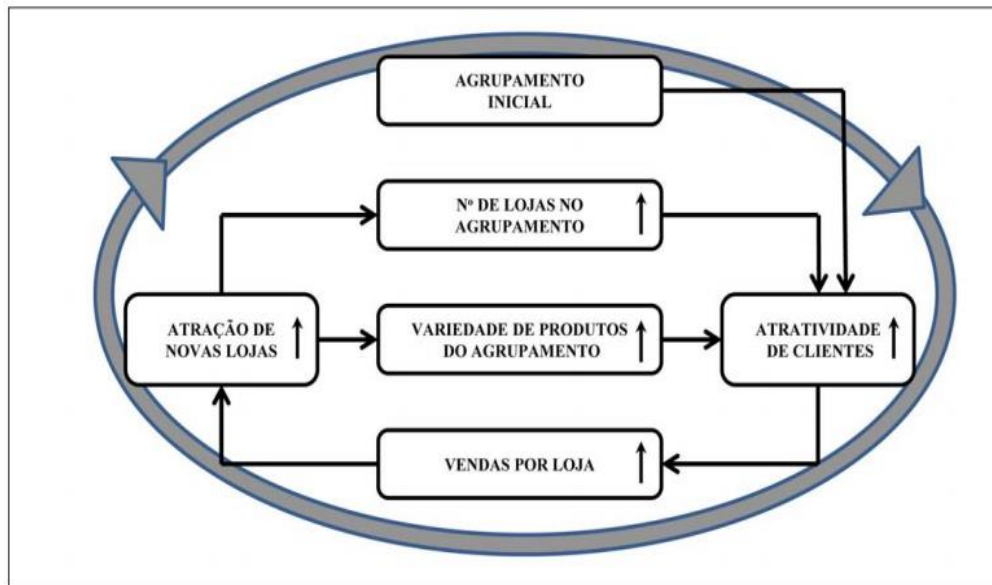 AGRUPAMENTO
INICIAL
Nº DE LOJAS NO
AGRUPAMENTO
ATRAÇÃO DE
NOVAS LOJAS
VARIEDADE DE PRODUTOS
DO AGRUPAMENTO
ATRATIVIDADE
DE CLIENTES
VENDAS POR LOJA